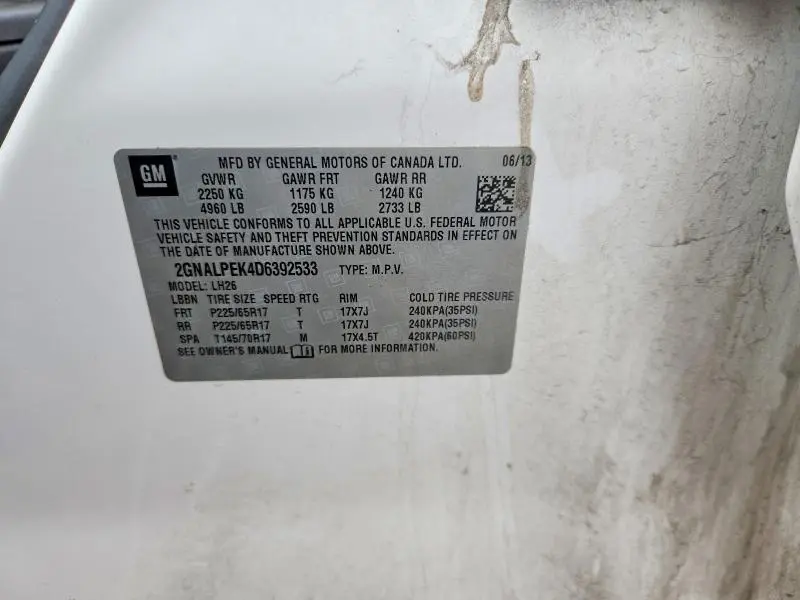 GM
MFD BY GENERAL MOTORS OF CANADA LTD. 06/13
GVWR GAWR FRT GAWR RR
2250 KG 1175 KG 1240 KG
4960 LB 2590 LB 2733 LB
THIS VEHICLE CONFORMS TO ALL APPLICABLE U.S. FEDERAL MOTOR
VEHICLE SAFETY AND THEFT PREVENTION STANDARDS IN EFFECT ON
THE DATE OF MANUFACTURE SHOWN ABOVE.
2GNALPEK4D6392533 TYPE: M.P.V.
MODEL: LH26
LBBN TIRE SIZE SPEED RTG RIM COLD TIRE PRESSURE
FRT P225/65R17 T 17X7J 240KPA(35PSI)
RR P225/65R17 T 17X7J 240KPA(35PSI)
SPA T145/70R17 M 17X4.5T 420KPA(60PSI)
SEE OWNER'S MANUAL FOR MORE INFORMATION.